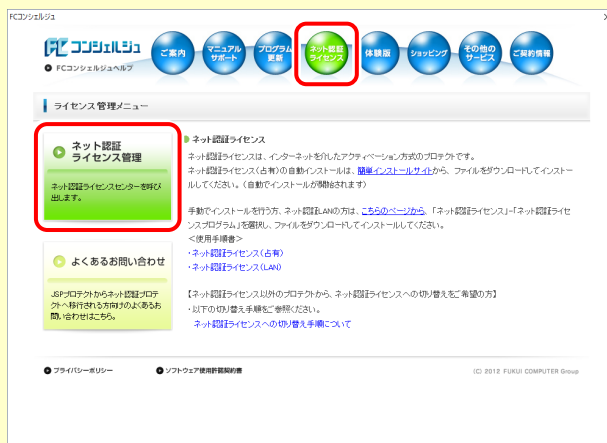 FCコンシェルジュ
FC コンシェルジュ
FCコンシェルジュヘルプ
ご案内
マニュアル
サポート
プログラム
更新
ネット認証
ライセンス
体験版
ショッピング
その他の
サービス
ご契約情報
ライセンス管理メニュー
ネット認証
ライセンス管理
ネット認証ライセンスセンターを呼び
出します。
よくあるお問い合わせ
JSPプロテクトからネット認証プロテ
クトへ移行される方向けのよくあるお
問い合わせはこちら。
ネット認証ライセンス
ネット認証ライセンスは、インターネットを介したアクティベーション方式のプロテクトです。
ネット認証ライセンス(占有)の自動インストールは、簡単インストールサイトから、ファイルをダウンロードしてインストー
ルしてください。(自動でインストールが開始されます)
手動でインストールを行う方、ネット認証LANの方は、こちらのページから、「ネット認証ライセンス」-「ネット認証ライセ
ンスプログラム」を選択し、ファイルをダウンロードしてインストールしてください。
<使用手順書>
・ネット認証ライセンス(占有)
・ネット認証ライセンス(LAN)
【ネット認証ライセンス以外のプロテクトから、ネット認証ライセンスへの切り替えをご希望の方】
・以下の切り替え手順をご参照ください。
ネット認証ライセンスへの切り替え手順について
プライバシーポリシー
ソフトウェア使用許諾契約書
(C) 2012 FUKUI COMPUTER Group